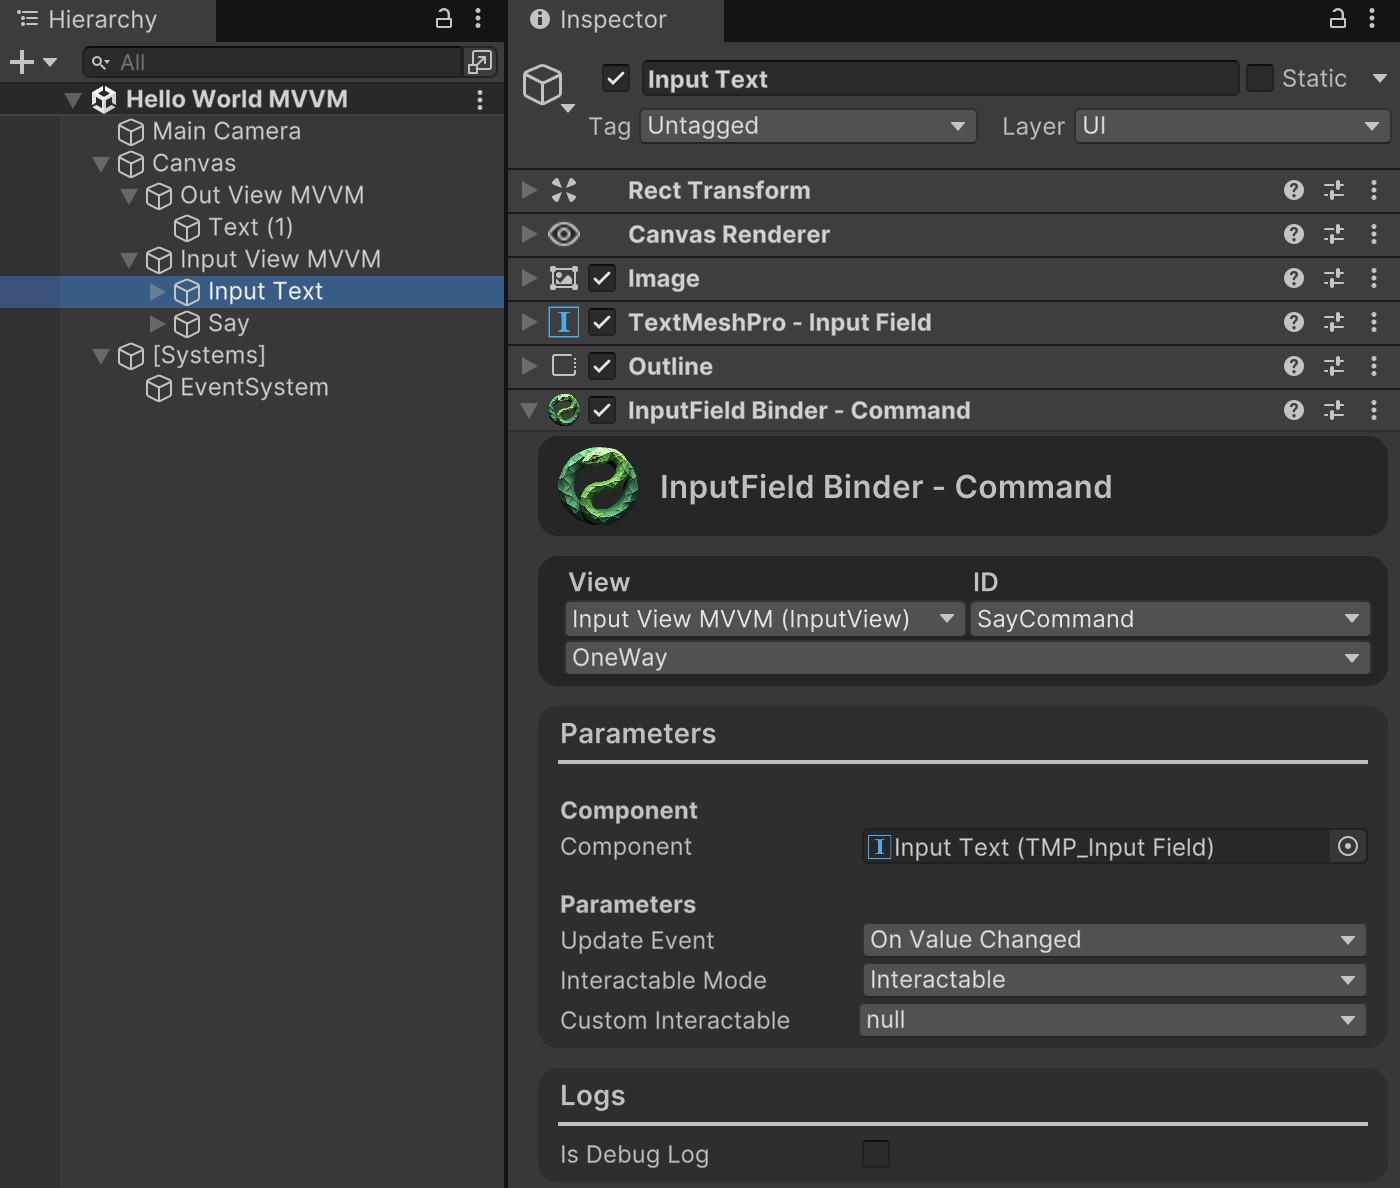 Hierarchy
All
Hello World MVVM
Main Camera
Canvas
Out View MVVM
Text (1)
Input View MVVM
Input Text
Say
[Systems]
EventSystem
Inspector
Input Text
Static
Tag Untagged Layer UI
Rect Transform
Canvas Renderer
Image
TextMeshPro - Input Field
Outline
InputField Binder - Command
InputField Binder - Command
View ID
Input View MVVM (InputView) SayCommand
OneWay
Parameters
Component
Component Input Text (TMP_Input Field)
Parameters
Update Event On Value Changed
Interactable Mode Interactable
Custom Interactable null
Logs
Is Debug Log